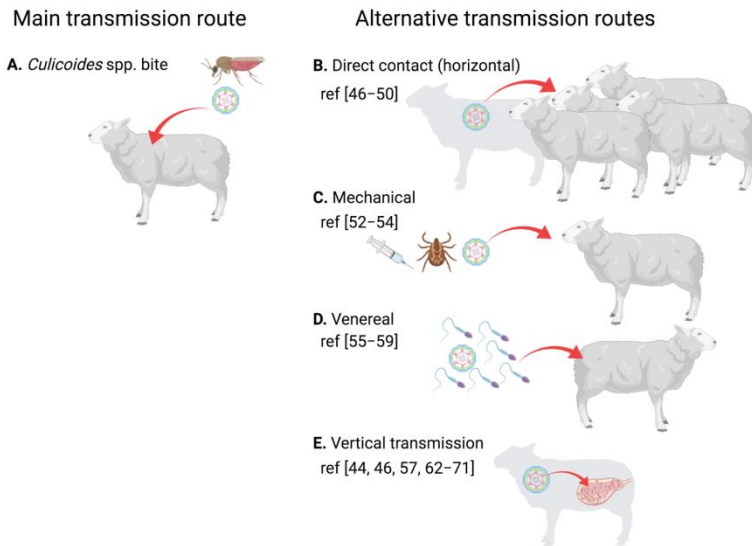 Main transmission route
A. Culicoides spp. bite
Alternative transmission routes
B. Direct contact (horizontal)
ref [46–50]
C. Mechanical
ref [52–54]
D. Venereal
ref [55–59]
E. Vertical transmission
ref [44, 46, 57, 62–71]